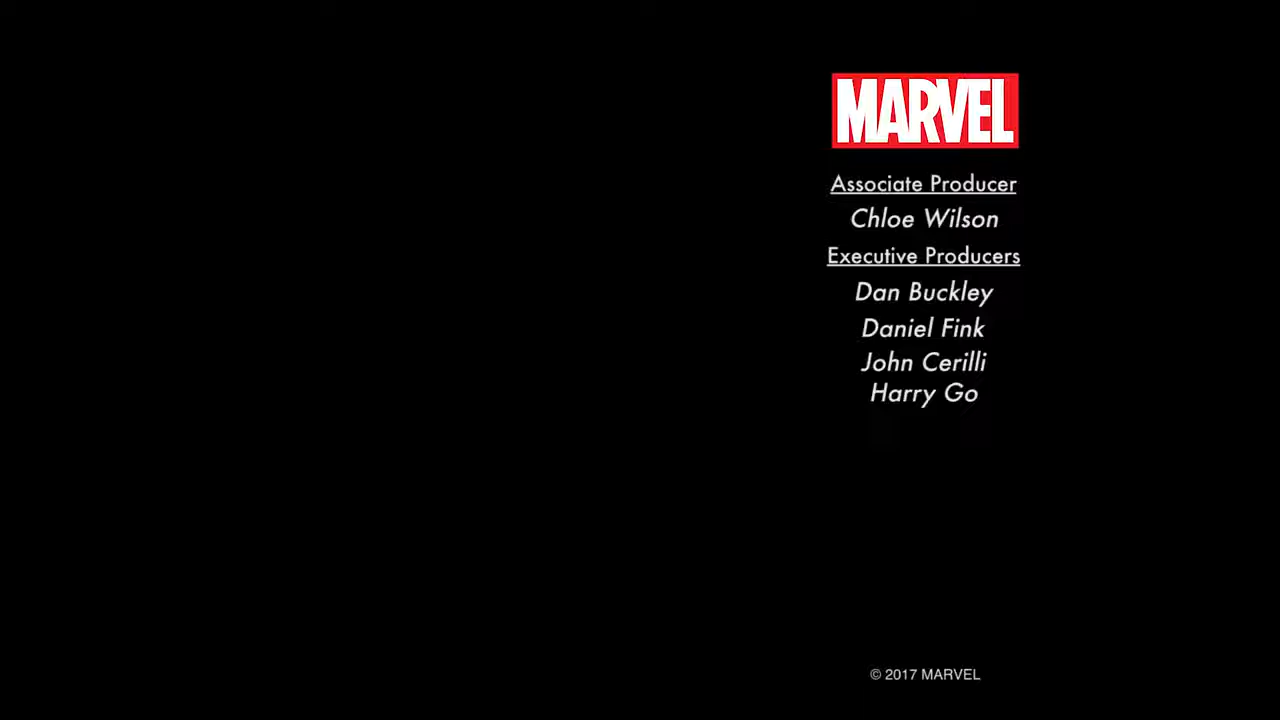 MARVEL
Associate Producer
Chloe Wilson
Executive Producers
Dan Buckley
Daniel Fink
John Cerilli
Harry Go
© 2017 MARVEL